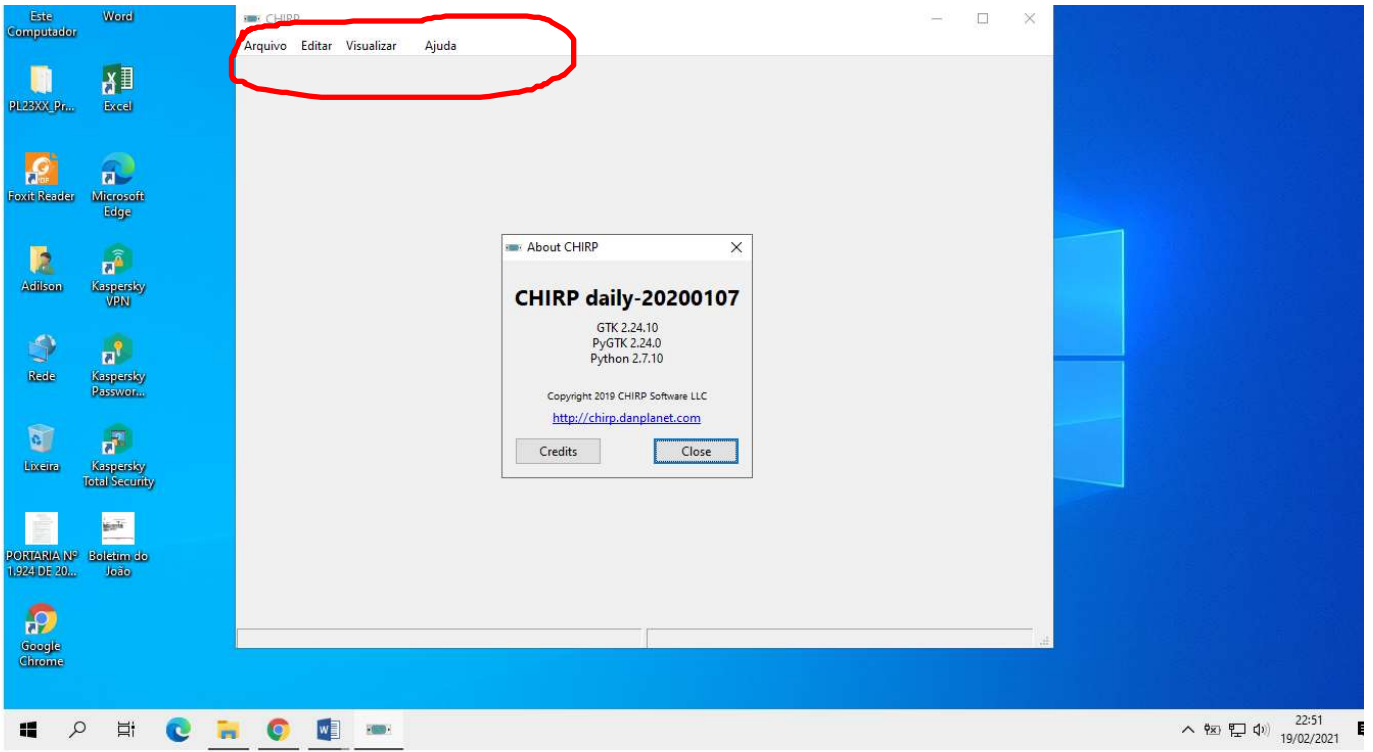 Este
Computador
Word
PL23XX_Pr...
Excel
Foxit Reader
Microsoft
Edge
Adilson
Kaspersky
VPN
Rede
Kaspersky
Passwor...
Lixeira
Kaspersky
Total Security
PORTARIA Nº
1.924 DE 20...
Boletim do
João
Google
Chrome
CHIRP
Arquivo Editar Visualizar Ajuda
About CHIRP
CHIRP daily-20200107
GTK 2.24.10
PyGTK 2.24.0
Python 2.7.10
Copyright 2019 CHIRP Software LLC
http://chirp.danplanet.com
Credits Close
22:51
19/02/2021